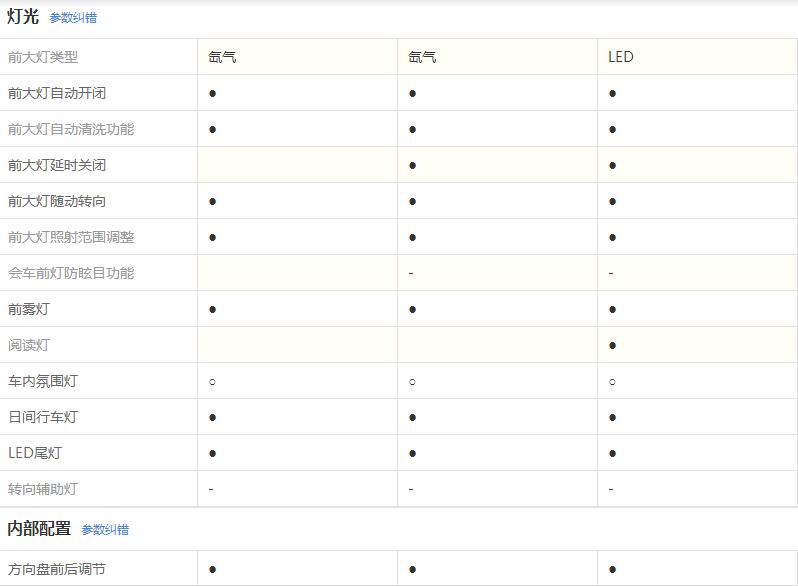 灯光 参数纠错
前大灯类型 氙气 氙气 LED
前大灯自动开闭 ● ● ●
前大灯自动清洗功能 ● ● ●
前大灯延时关闭 ● ●
前大灯随动转向 ● ● ●
前大灯照射范围调整 ● ● ●
会车前灯防眩目功能 - -
前雾灯 ● ● ●
阅读灯 ●
车内氛围灯 ○ ○ ○
日间行车灯 ● ● ●
LED尾灯 ● ● ●
转向辅助灯 - - -
内部配置 参数纠错
方向盘前后调节 ● ● ●